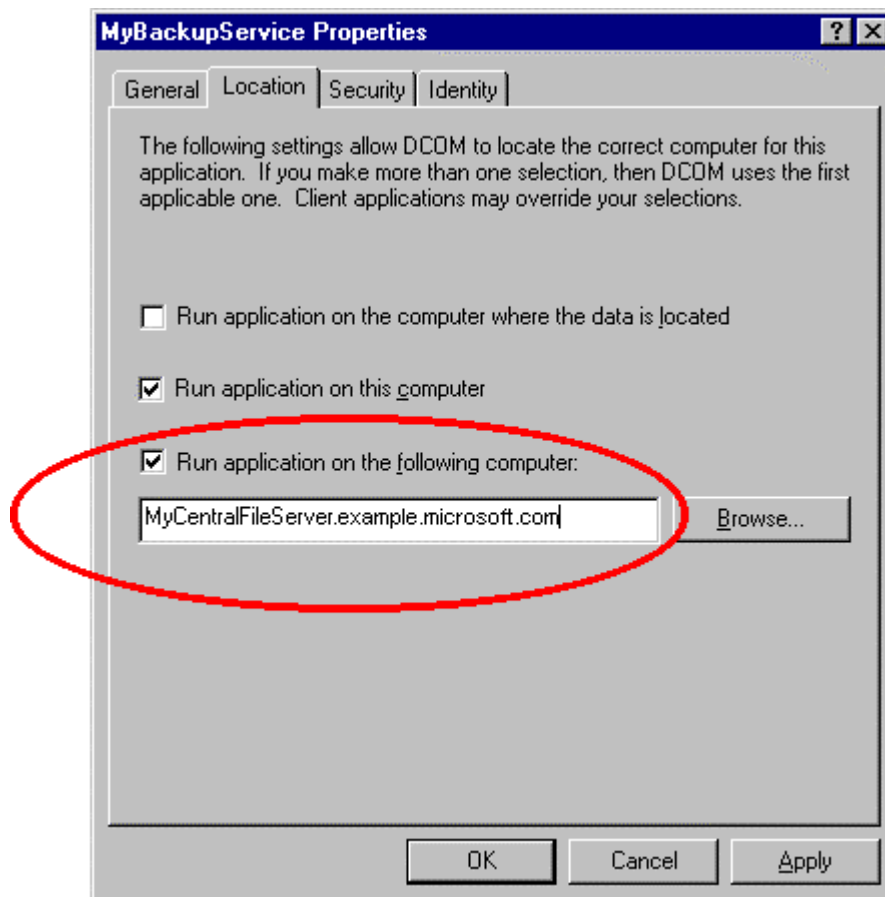 MyBackupService Properties
General Location Security Identity
The following settings allow DCOM to locate the correct computer for this
application. If you make more than one selection, then DCOM uses the first
applicable one. Client applications may override your selections.
Run application on the computer where the data is located
Run application on this computer
Run application on the following computer:
MyCentralFileServer.example.microsoft.com Browse...
OK Cancel Apply